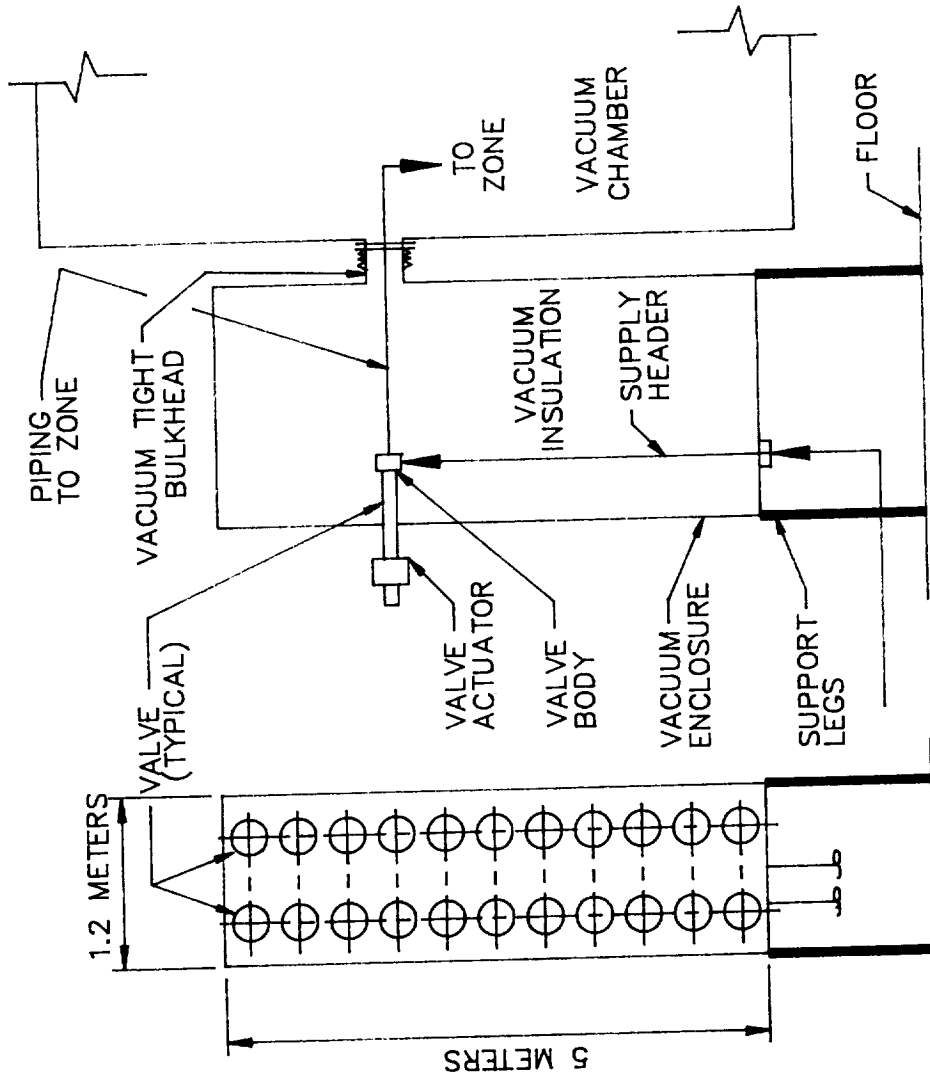 1.2 METERS
5 METERS
VALVE
(TYPICAL)
PIPING
TO ZONE
VACUUM TIGHT
BULKHEAD
TO
ZONE
VACUUM
CHAMBER
VACUUM
INSULATION
SUPPLY
HEADER
FLOOR
VALVE
ACTUATOR
VALVE
BODY
VACUUM
ENCLOSURE
SUPPORT
LEGS